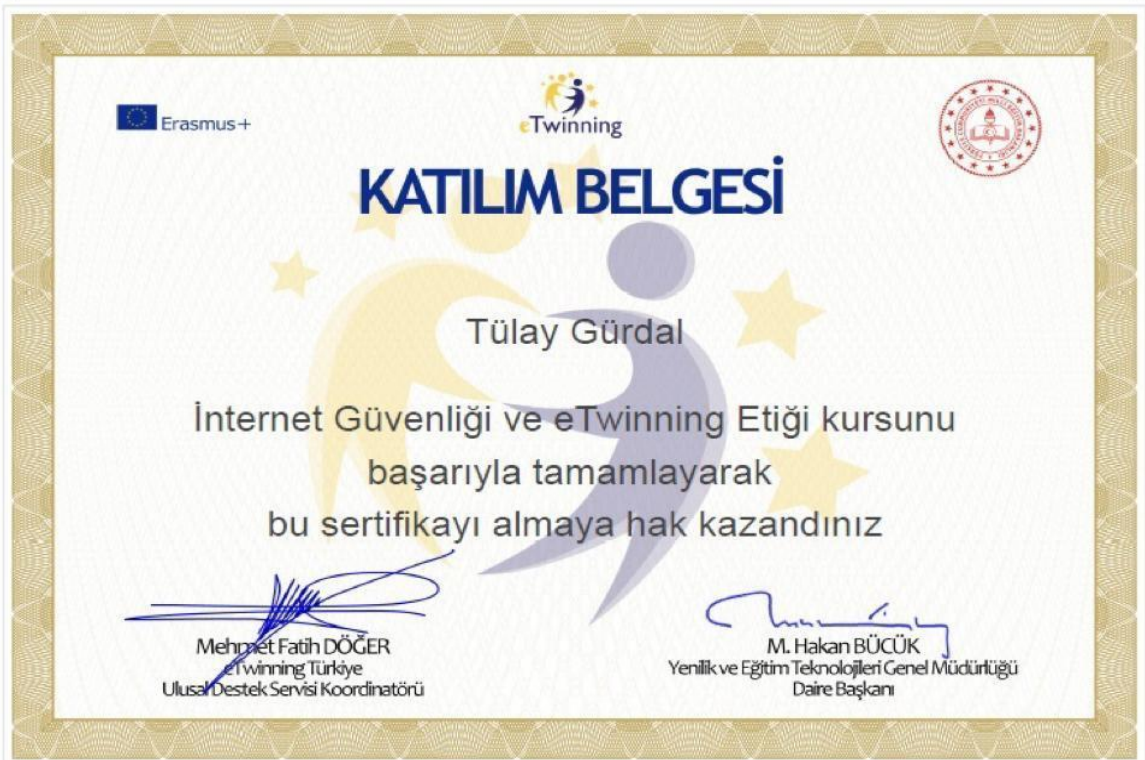 Erasmus+
eTwinning
KATILIM BELGESİ
Tülay Gürdal
İnternet Güvenliği ve eTwinning Etiği kursunu
başarıyla tamamlayarak
bu sertifikayı almaya hak kazandınız
Mehmet Fatih DÖĞER
eTwinning Türkiye
Ulusal Destek Servisi Koordinatörü
M. Hakan BÜCÜK
Yenilik ve Eğitim Teknolojileri Genel Müdürlüğü
Daire Başkanı